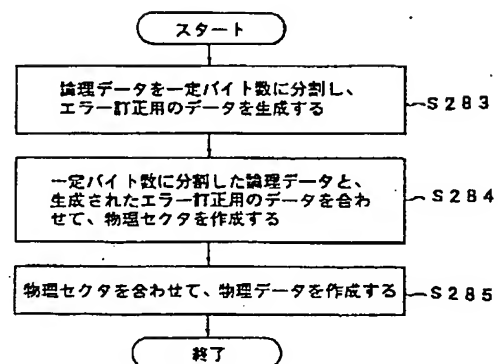 スタート
論理データを一定バイト数に分割し、
エラー訂正用のデータを生成する
S283
一定バイト数に分割した論理データと、
生成されたエラー訂正用のデータを合わ
せて、物理セクタを作成する
S284
物理セクタを合わせて、物理データを作成する
S285
終了